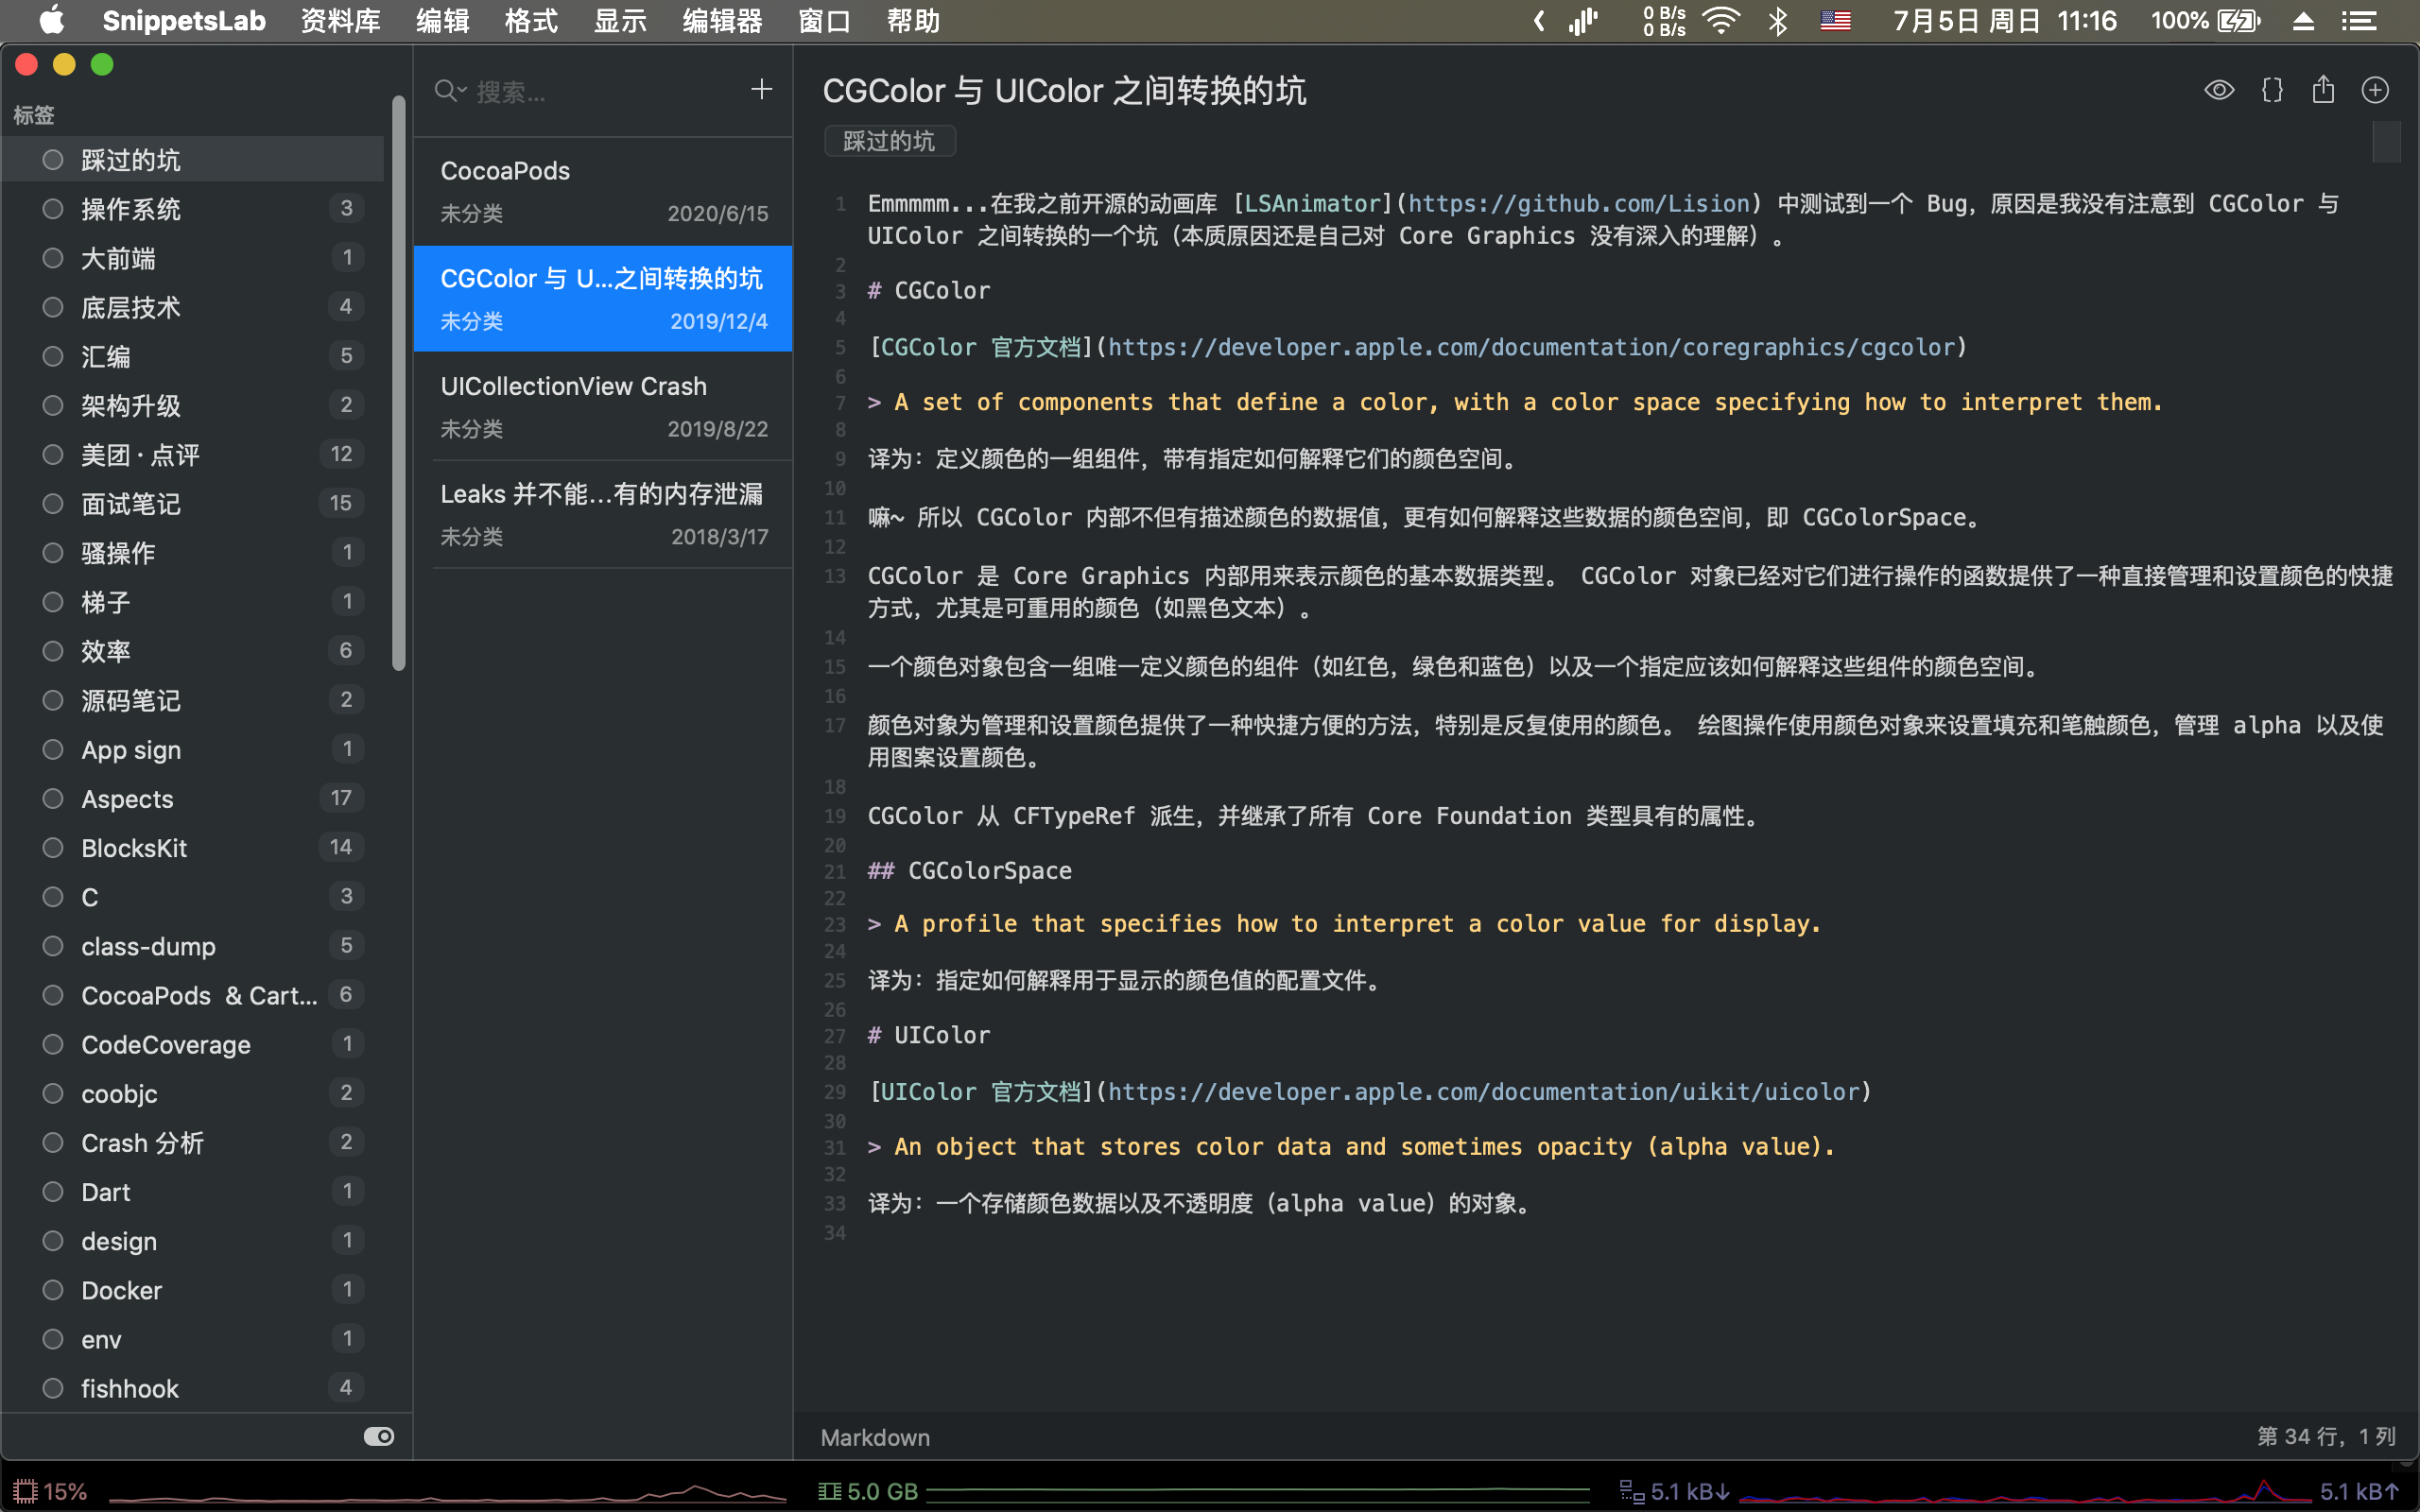 SnippetsLab 资料库 编辑 格式 显示 编辑器 窗口 帮助
0 B/s
0 B/s
7月5日 周日 11:16 100%
标签
踩过的坑
操作系统 3
大前端 1
底层技术 4
汇编 5
架构升级 2
美团·点评 12
面试笔记 15
骚操作 1
梯子 1
效率 6
源码笔记 2
App sign 1
Aspects 17
BlocksKit 14
C 3
class-dump 5
CocoaPods & Cart... 6
CodeCoverage 1
coobjc 2
Crash 分析 2
Dart 1
design 1
Docker 1
env 1
fishhook 4
搜索...
CocoaPods
未分类 2020/6/15
CGColor 与 U...之间转换的坑
未分类 2019/12/4
UICollectionView Crash
未分类 2019/8/22
Leaks 并不能...有的内存泄漏
未分类 2018/3/17
CGColor 与 UIColor 之间转换的坑
踩过的坑
1 Emmmmm...在我之前开源的动画库 [LSAnimator](https://github.com/Lision) 中测试到一个 Bug，原因是我没有注意到 CGColor 与
UIColor 之间转换的一个坑（本质原因还是自己对 Core Graphics 没有深入的理解）。
2
3 # CGColor
4
5 [CGColor 官方文档](https://developer.apple.com/documentation/coregraphics/cgcolor)
6
7 > A set of components that define a color, with a color space specifying how to interpret them.
8
9 译为：定义颜色的一组组件，带有指定如何解释它们的颜色空间。
10
11 嘛~ 所以 CGColor 内部不但有描述颜色的数据值，更有如何解释这些数据的颜色空间，即 CGColorSpace。
12
13 CGColor 是 Core Graphics 内部用来表示颜色的基本数据类型。 CGColor 对象已经对它们进行操作的函数提供了一种直接管理和设置颜色的快捷
方式，尤其是可重用的颜色（如黑色文本）。
14
15 一个颜色对象包含一组唯一定义颜色的组件（如红色，绿色和蓝色）以及一个指定应该如何解释这些组件的颜色空间。
16
17 颜色对象为管理和设置颜色提供了一种快捷方便的方法，特别是反复使用的颜色。 绘图操作使用颜色对象来设置填充和笔触颜色，管理 alpha 以及使
用图案设置颜色。
18
19 CGColor 从 CFTypeRef 派生，并继承了所有 Core Foundation 类型具有的属性。
20
21 ## CGColorSpace
22
23 > A profile that specifies how to interpret a color value for display.
24
25 译为：指定如何解释用于显示的颜色值的配置文件。
26
27 # UIColor
28
29 [UIColor 官方文档](https://developer.apple.com/documentation/uikit/uicolor)
30
31 > An object that stores color data and sometimes opacity (alpha value).
32
33 译为：一个存储颜色数据以及不透明度（alpha value）的对象。
34
Markdown 第 34 行，1 列
15% 5.0 GB 5.1 kB↓ 5.1 kB↑